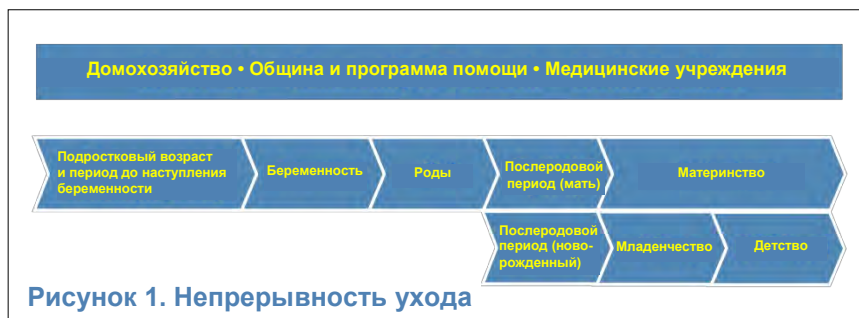 Домохозяйство • Община и программа помощи • Медицинские учреждения
Подростковый возраст
и период до наступления
беременности
Беременность
Роды
Послеродовой
период (мать)
Материнство
Послеродовой
период (ново-
рожденный)
Младенчество
Детство
Рисунок 1. Непрерывность ухода